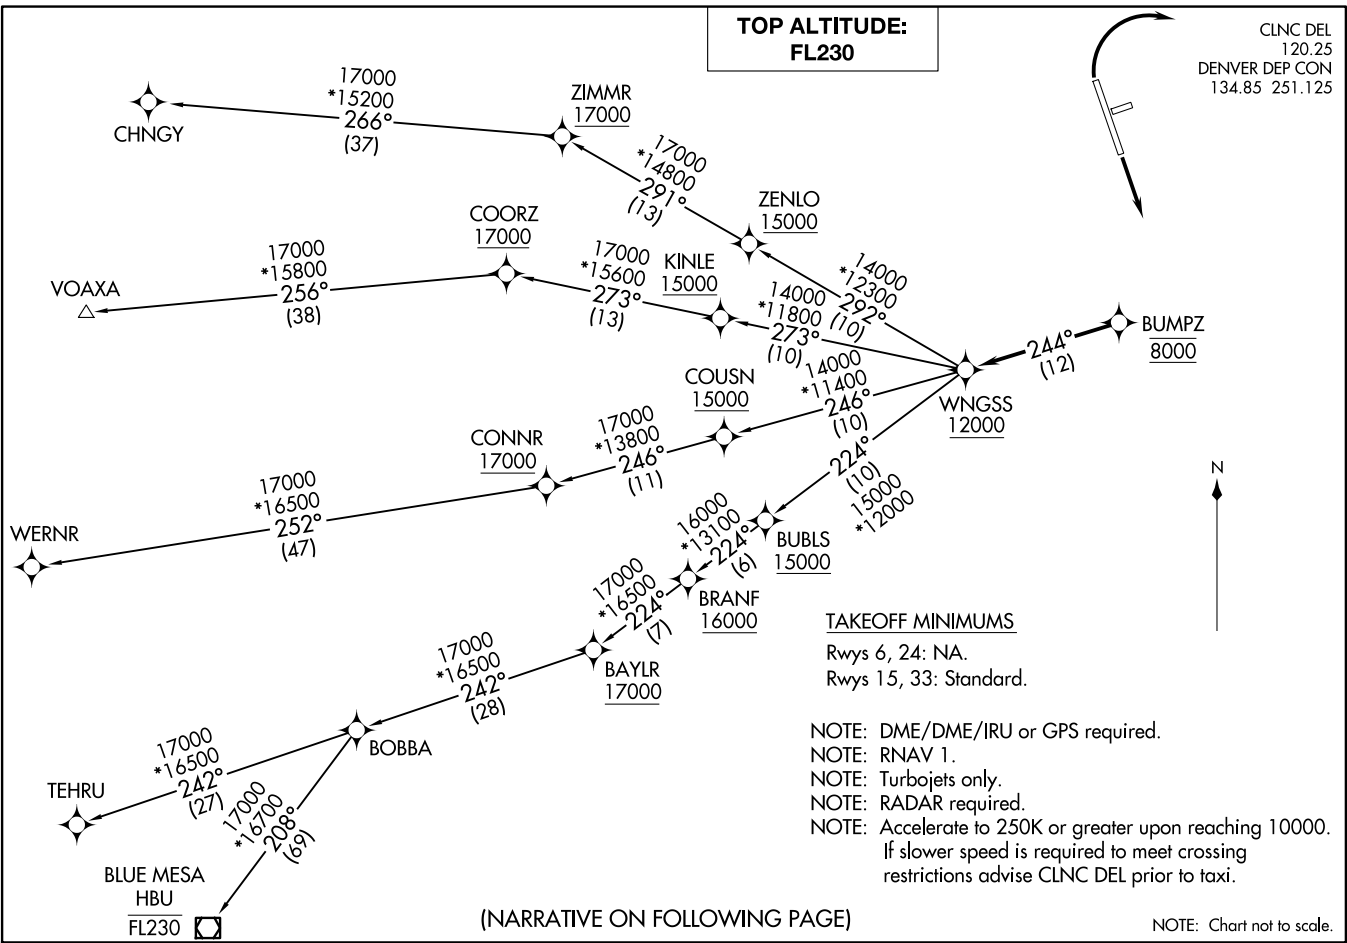 TOP ALTITUDE:
FL230
CLNC DEL
120.25
DENVER DEP CON
134.85 251.125
CHNGY
17000
*15200
266°
(37)
ZIMMR
17000
17000
*14800
291°
(13)
ZENLO
15000
14000
*12300
292°
(10)
VOAXA
17000
*15800
256°
(38)
COORZ
17000
17000
*15600
273°
(13)
KINLE
15000
14000
*11800
273°
(10)
BUMPZ
8000
244°
(12)
WNGSS
12000
14000
*11400
246°
(10)
COUSN
15000
17000
*13800
246°
(11)
CONNR
17000
17000
*16500
252°
(47)
WERNR
224°
(10)
15000
*12000
BUBLS
15000
16000
*13100
224°
(6)
BRANF
16000
17000
*16500
224°
(7)
BAYLR
17000
17000
*16500
242°
(28)
BOBBA
17000
*16500
242°
(27)
TEHRU
17000
*16700
208°
(69)
BLUE MESA
HBU
FL230
N
TAKEOFF MINIMUMS
Rwys 6, 24: NA.
Rwys 15, 33: Standard.
NOTE: DME/DME/IRU or GPS required.
NOTE: RNAV 1.
NOTE: Turbojets only.
NOTE: RADAR required.
NOTE: Accelerate to 250K or greater upon reaching 10000.
If slower speed is required to meet crossing
restrictions advise CLNC DEL prior to taxi.
(NARRATIVE ON FOLLOWING PAGE)
NOTE: Chart not to scale.